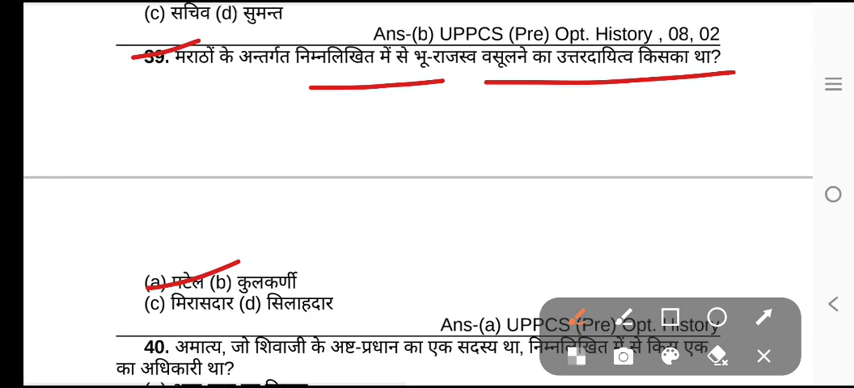 (c) सचिव (d) सुमन्त
Ans-(b) UPPCS (Pre) Opt. History , 08, 02
39. मराठों के अन्तर्गत निम्नलिखित में से भू-राजस्व वसूलने का उत्तरदायित्व किसका था?
(a) पटेल (b) कुलकर्णी
(c) मिरासदार (d) सिलाहदार
Ans-(a) UPPCS (Pre) Opt. History
40. अमात्य, जो शिवाजी के अष्ट-प्रधान का एक सदस्य था, निम्नलिखित में से किस एक
का अधिकारी था?